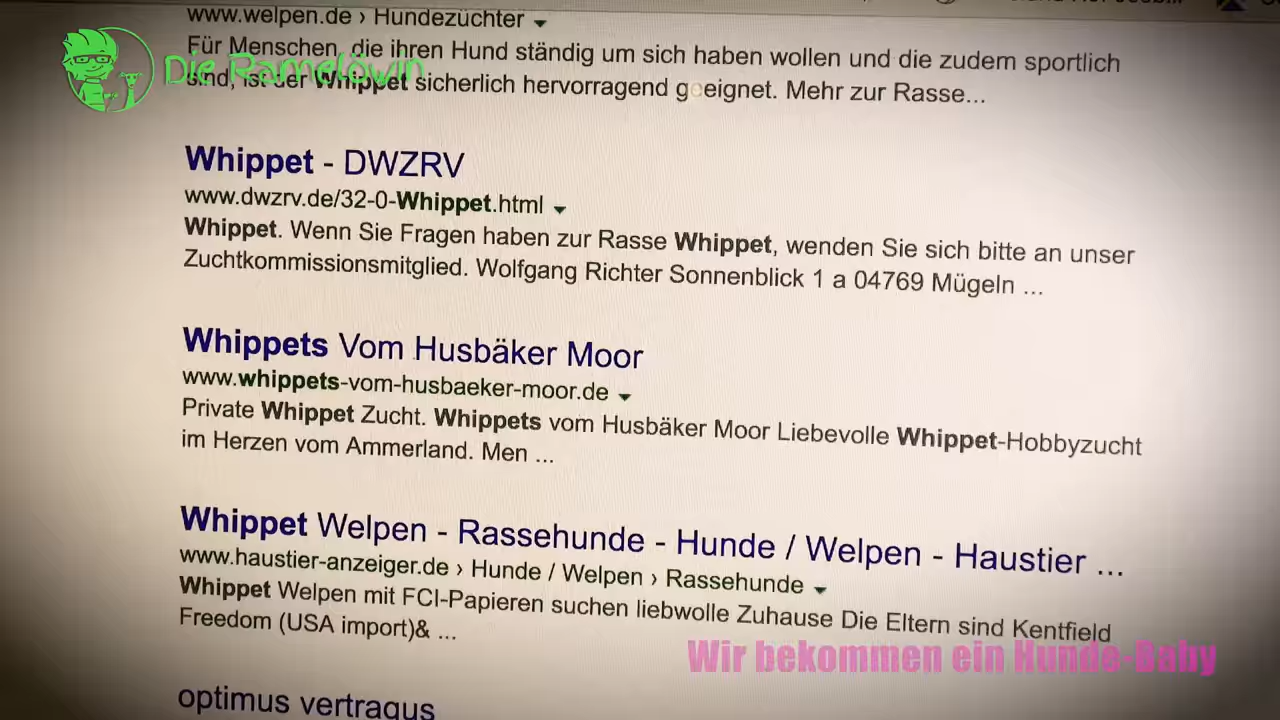 www.welpen.de › Hundezüchter
Für Menschen, die ihren Hund ständig um sich haben wollen und die zudem sportlich
sind, ist der Whippet sicherlich hervorragend geeignet. Mehr zur Rasse...
Die Ramelöwin
Whippet - DWZRV
www.dwzrv.de/32-0-Whippet.html
Whippet. Wenn Sie Fragen haben zur Rasse Whippet, wenden Sie sich bitte an unser
Zuchtkommissionsmitglied. Wolfgang Richter Sonnenblick 1 a 04769 Mügeln ...
Whippets Vom Husbäker Moor
www.whippets-vom-husbaeker-moor.de
Private Whippet Zucht. Whippets vom Husbäker Moor Liebevolle Whippet-Hobbyzucht
im Herzen vom Ammerland. Men ...
Whippet Welpen - Rassehunde - Hunde / Welpen - Haustier ...
www.haustier-anzeiger.de › Hunde / Welpen › Rassehunde
Whippet Welpen mit FCI-Papieren suchen liebwolle Zuhause Die Eltern sind Kentfield
Freedom (USA import)& ...
Wir bekommen ein Hunde-Baby
optimus vertragus